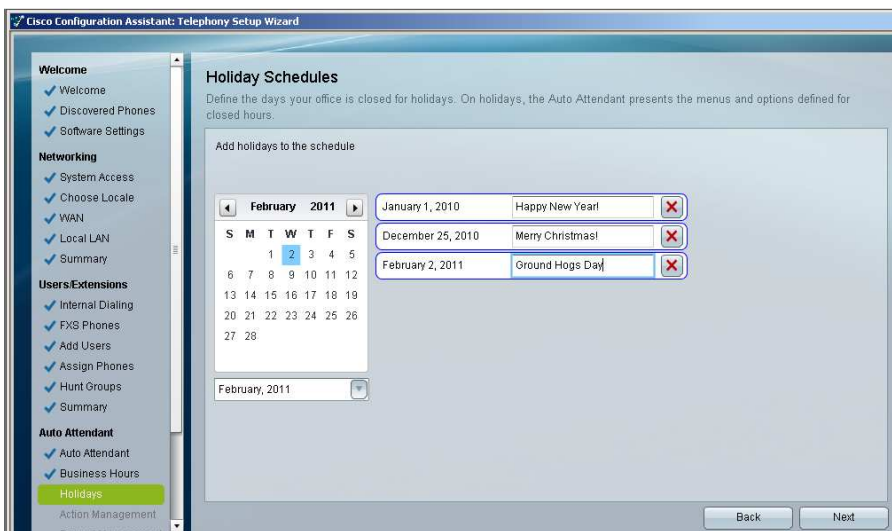 Cisco Configuration Assistant: Telephony Setup Wizard
Welcome
Welcome
Discovered Phones
Software Settings
Networking
System Access
Choose Locale
WAN
Local LAN
Summary
Users/Extensions
Internal Dialing
FXS Phones
Add Users
Assign Phones
Hunt Groups
Summary
Auto Attendant
Auto Attendant
Business Hours
Holidays
Action Management
Holiday Schedules
Define the days your office is closed for holidays. On holidays, the Auto Attendant presents the menus and options defined for
closed hours.
Add holidays to the schedule
February 2011
S M T W T F S
1 2 3 4 5
6 7 8 9 10 11 12
13 14 15 16 17 18 19
20 21 22 23 24 25 26
27 28
February, 2011
January 1, 2010 Happy New Year!
December 25, 2010 Merry Christmas!
February 2, 2011 Ground Hogs Day
Back Next